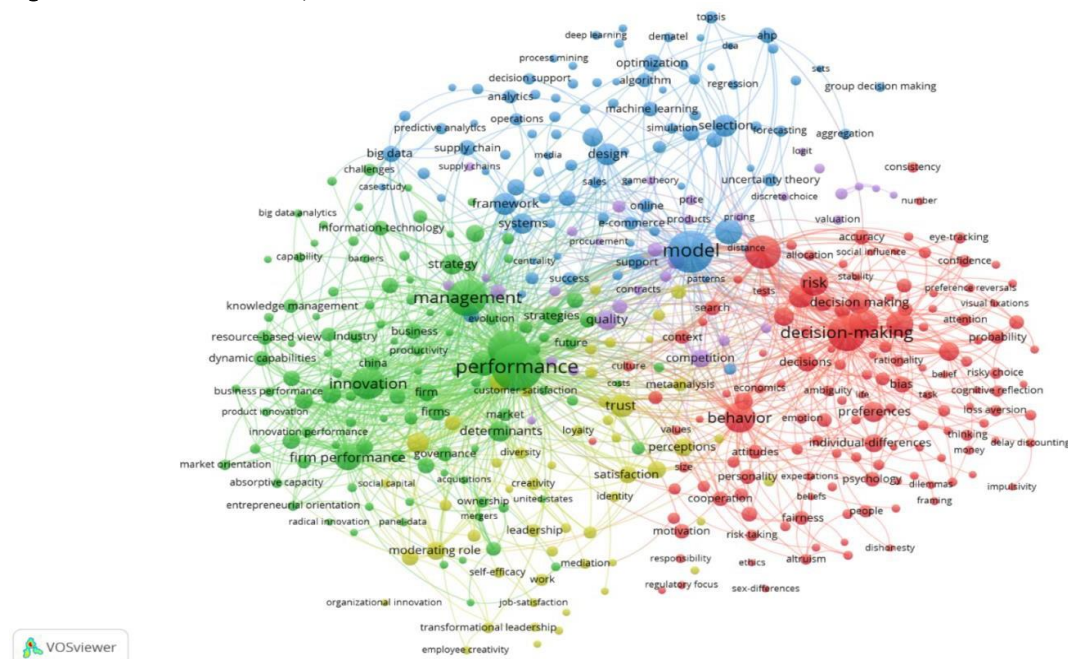 topsis
deep learning
dematel
ahp
dea
process mining
optimization
sets
decision support
algorithm
regression
group decision making
analytics
machine learning
operations
simulation
selection
forecasting
aggregation
predictive analytics
supply chain
media
logit
big data
design
supply chains
consistency
challenges
sales
game theory
uncertainty theory
case study
price
discrete choice
number
framework
online
big data analytics
products
pricing
valuation
information-technology
systems
e-commerce
accuracy
eye-tracking
procurement
distance
social influence
capability
barriers
centrality
support
model
allocation
confidence
strategy
success
patterns
stability
contracts
tests
risk
preference reversals
management
knowledge management
search
decision making
visual fixations
evolution
strategies
quality
attention
resource-based view
industry
business
decision-making
probability
future
context
dynamic capabilities
china
productivity
competition
decisions
rationality
performance
culture
belief
risky choice
innovation
costs
metaanalysis
economics
ambiguity
life
bias
task
cognitive reflection
business performance
firm
customer satisfaction
product innovation
firms
market
trust
behavior
preferences
loss aversion
emotion
innovation performance
determinants
loyalty
values
thinking
delay discounting
governance
diversity
perceptions
attitudes
individual-differences
money
firm performance
market orientation
size
acquisitions
satisfaction
personality
expectations
psychology
dilemmas
impulsivity
absorptive capacity
social capital
creativity
framing
entrepreneurial orientation
ownership
united-states
identity
cooperation
beliefs
people
radical innovation
panel-data
mergers
leadership
motivation
risk-taking
fairness
moderating role
dishonesty
mediation
responsibility
ethics
altruism
self-efficacy
work
regulatory focus
sex-differences
organizational innovation
job-satisfaction
transformational leadership
employee creativity
VOSviewer